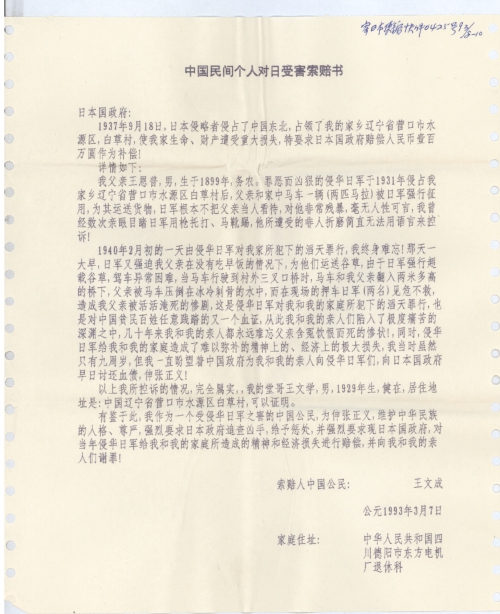 中国民间个人对日受害索赔书
日本国政府:
1937年9月18日,日本侵略者侵占了中国东北,占领了我的家乡辽宁省营口市水
源区,白草村,使我家生命、财产遭受重大损失,特要求日本国政府赔偿人民币壹百
万圆作为补偿!
详情如下:
我父亲王恩普,男,生于1899年,务农。罪恶而凶狠的侵华日军于1931年侵占我
家乡辽宁省营口市水源区白草村后,父亲和家中马车一辆(两匹马拉)被日军强行征
用,为其运送货物,日军根本不把父亲当人看待,对他非常残暴,毫无人性可言,我曾
经数次亲眼目睹日军用枪托打、马靴踢,他所遭受的非人折磨简直无法用语言来控
诉!
1940年2月初的一天由侵华日军对我家所犯下的滔天罪行,我终身难忘!那天一
大早,日军又强迫我父亲在没有吃早饭的情况下,为他们运送谷草,由于日军强行超
载谷草,驾车异常困难,当马车行驶到村外三叉口桥时,马车和我父亲翻入两米多高
的桥下,父亲被马车压倒在冰冷刺骨的水中,而在现场的押车日军(两名)见危不救,
造成我父亲被活活淹死的惨剧,这是侵华日军对我和我的家庭所犯下的滔天罪行,也
是对中国贫民百姓任意践踏的又一个血证,从此我和我的亲人们陷入了极度痛苦的
深渊之中,几十年来我和我的亲人都永远难忘父亲含冤忿恨而死的惨状!同时,侵华
日军给我和我的家庭造成了难以弥补的精神上的、经济上的极大损失,我当时虽然
只有九周岁,但我一直盼望着中国政府为我和我的亲人向侵华日军们,向日本国政府
早日讨还血债,伸张正义!
以上我所控诉的情况,完全属实,我的堂哥王文学,男,1929年生,健在,居住地
址是:中国辽宁省营口市水源区白草村,可以证明。
有鉴于此,我作为一个受侵华日军之害的中国公民,为伸张正义,维护中华民族
的人格、尊严,强烈要求日本政府追查凶手,给予惩处,并强烈要求现日本国政府,对
当年侵华日军给我和我的家庭所造成的精神和经济损失进行赔偿,并向我和我的亲
人们谢罪!
索赔人中国公民: 王文成
公元1993年3月7日
家庭住址: 中华人民共和国四
川德阳市东方电机
厂退休科